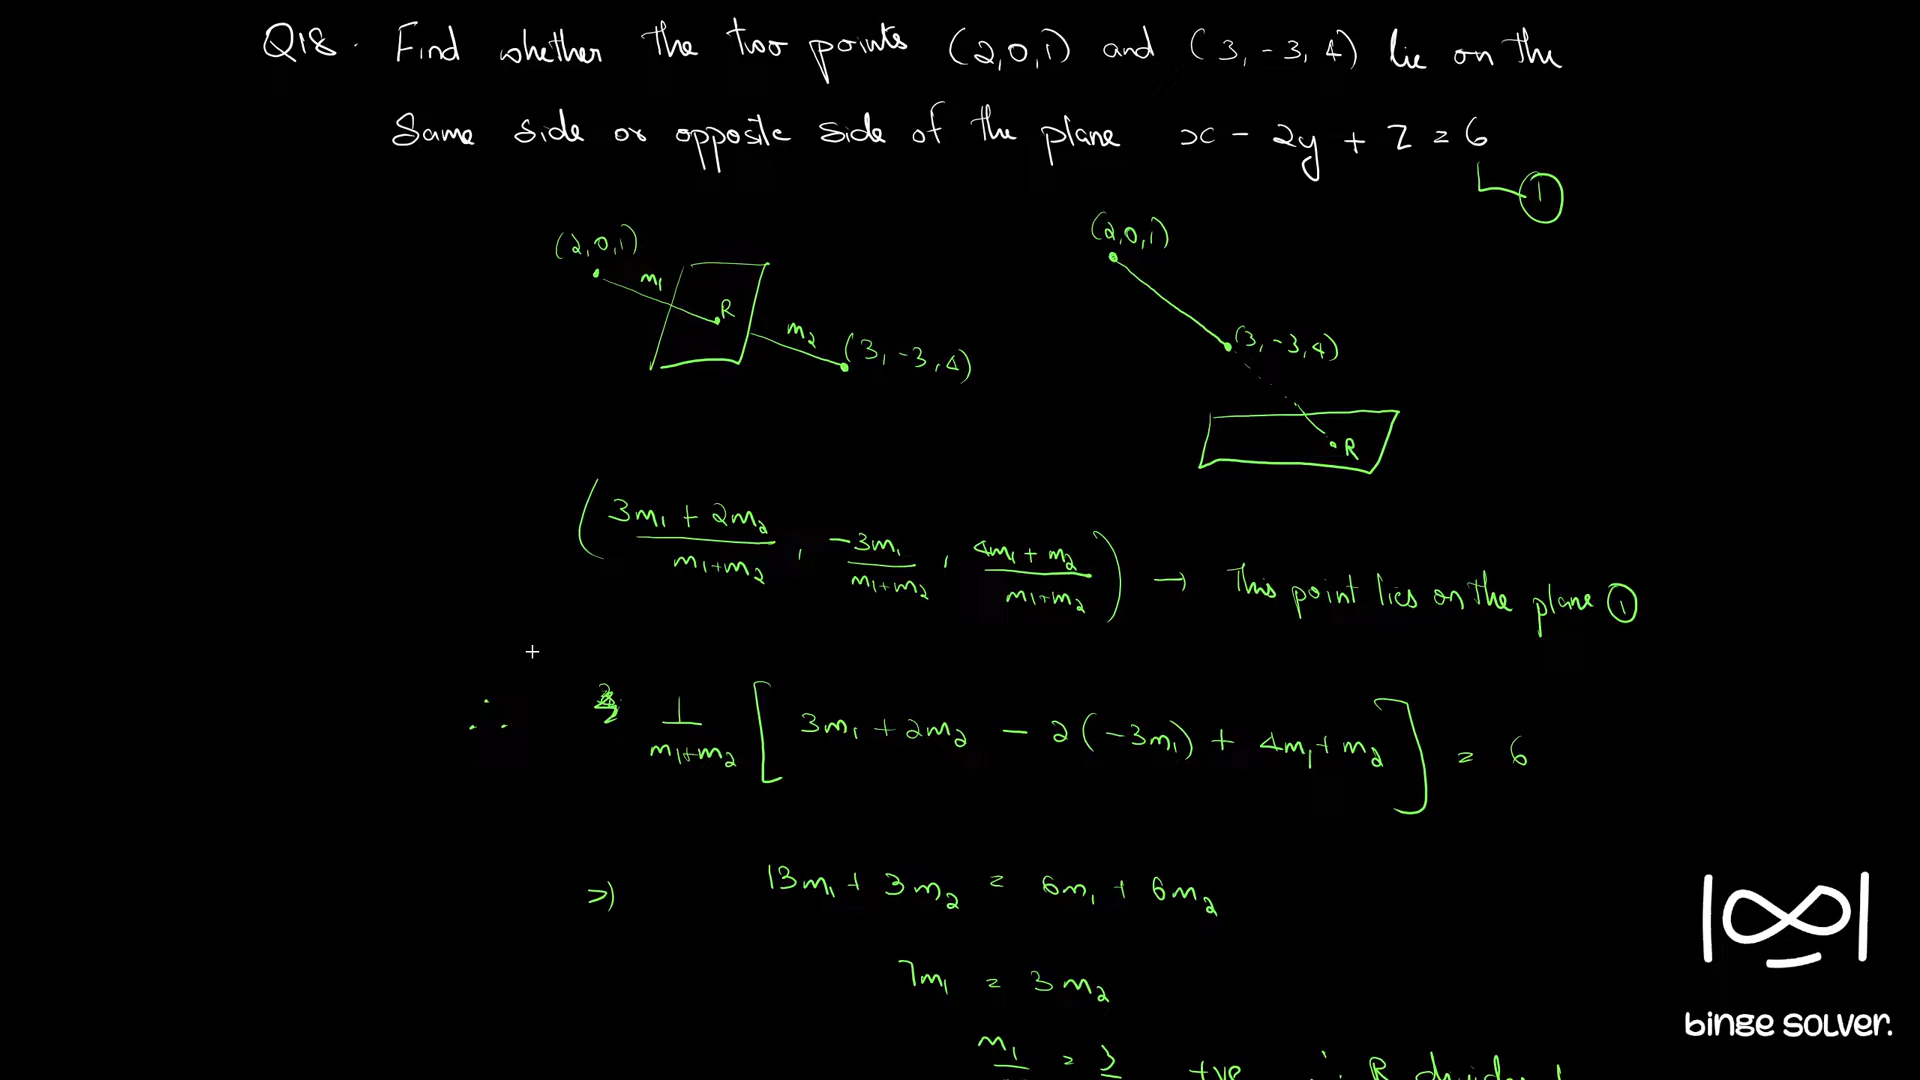 Q18. Find whether the two points (2,0,1) and (3,-3,4) lie on the
same side or opposite side of the plane x - 2y + z = 6
①
(2,0,1)
m₁
R
m₂
(3,-3,4)
(2,0,1)
(3,-3,4)
R
( (3m₁+2m₂)/(m₁+m₂) , -3m₁/(m₁+m₂) , (4m₁+m₂)/(m₁+m₂) ) → This point lies on the plane ①
∴ 1/(m₁+m₂) [ 3m₁+2m₂ - 2(-3m₁) + 4m₁+m₂ ] = 6
⇒ 13m₁ + 3m₂ = 6m₁ + 6m₂
7m₁ = 3m₂
m₁ = 3 +ve ∴ R
binge solver.